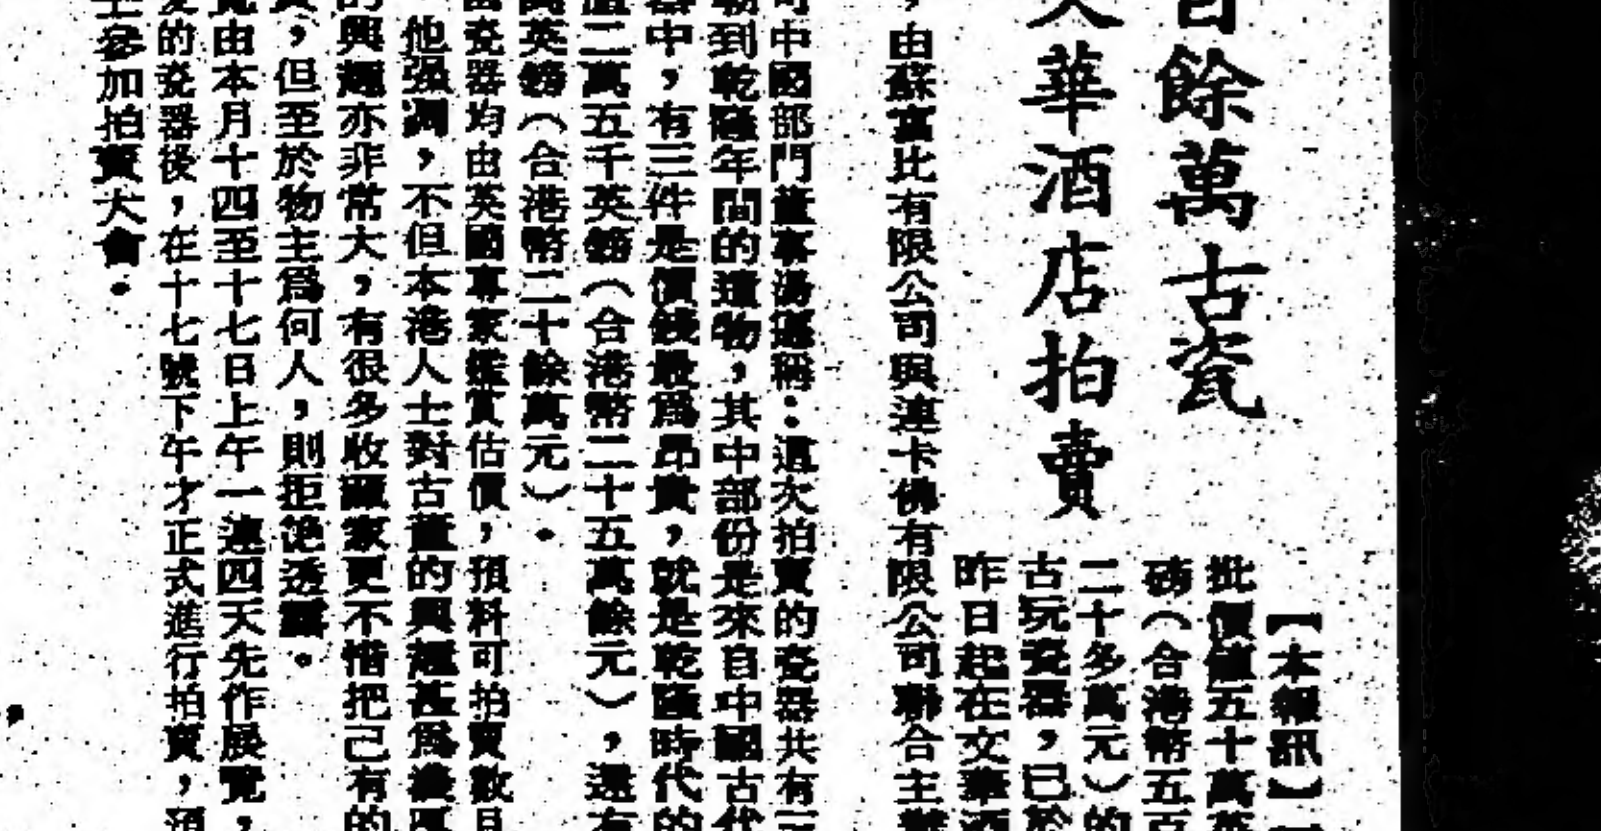 百餘萬古瓷
文華酒店拍賣
【本報訊】一
批價值五十萬英
磅（合港幣五百
二十多萬元）的
古玩瓷器，已於
昨日起在文華酒
，由蘇富比有限公司與連卡佛有限公司聯合主辦
司中國部門董事湯邁稱：這次拍賣的瓷器共有三
朝到乾隆年間的遺物，其中部份是來自中國古代
器中，有三件是價錢最爲昂貴，就是乾隆時代的
值二萬五千英鎊（合港幣二十五萬餘元），還有
萬英鎊（合港幣二十餘萬元）。
瓷器均由英國專家鑑賞估價，預料可拍賣數目
他强調，不但本港人士對古董的興趣甚爲濃厚
的興趣亦非常大，有很多收藏家更不惜把己有的
，但至於物主爲何人，則拒絕透露。
覽由本月十四至十七日上午一連四天先作展覽，
愛的瓷器後，在十七號下午才正式進行拍賣，預
士參加拍賣大會。